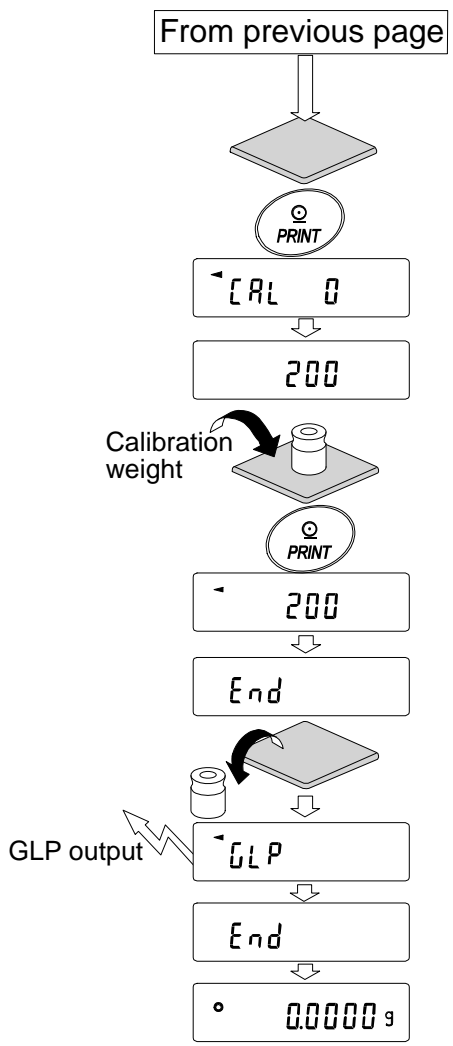 From previous page
PRINT
CAL 0
200
Calibration
weight
PRINT
200
End
GLP output
GLP
End
0.0000 g